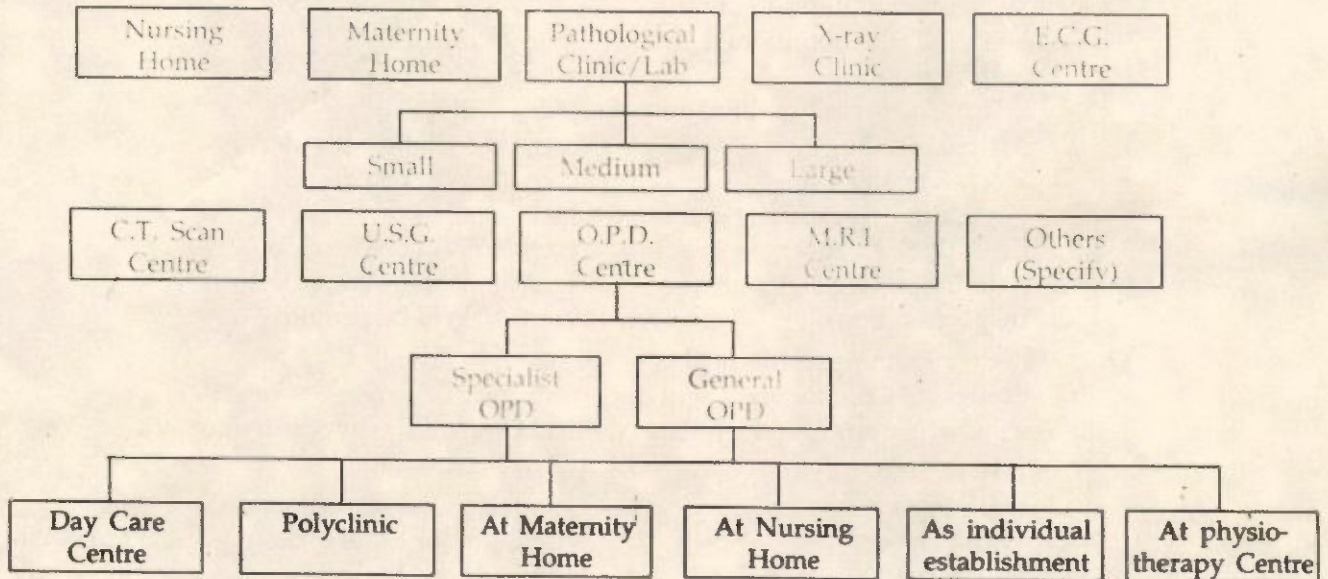 Nursing
Home
Maternity
Home
Pathological
Clinic/Lab
X-ray
Clinic
E.C.G.
Centre
Small
Medium
Large
C.T. Scan
Centre
U.S.G.
Centre
O.P.D.
Centre
M.R.I.
Centre
Others
(Specify)
Specialist
OPD
General
OPD
Day Care
Centre
Polyclinic
At Maternity
Home
At Nursing
Home
As individual
establishment
At physio-
therapy Centre